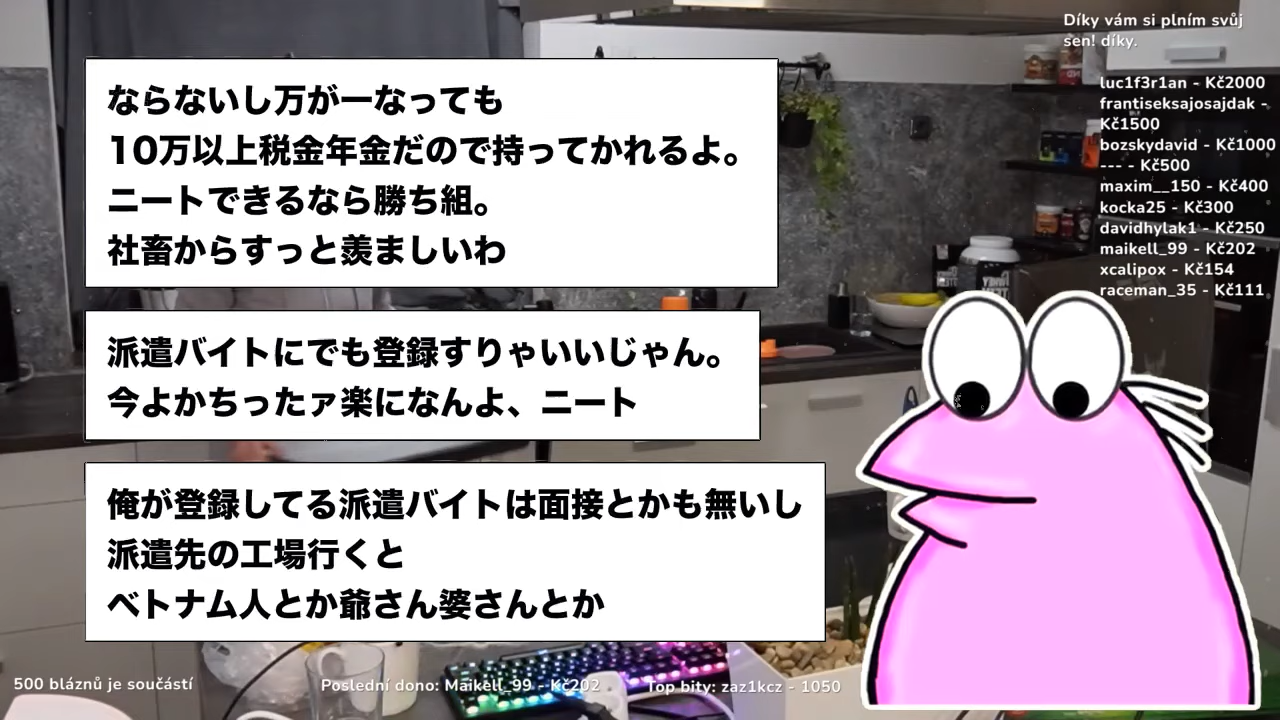 Díky vám si plním svůj
sen! díky.
luc1f3r1an - Kč2000
frantiseksajosajdak -
Kč1500
bozskydavid - Kč1000
--- - Kč500
maxim__150 - Kč400
kocka25 - Kč300
davidhylak1 - Kč250
maikell_99 - Kč202
xcalipox - Kč154
raceman_35 - Kč111
ならないし万が一なっても
10万以上税金年金だので持ってかれるよ。
ニートできるなら勝ち組。
社畜からすっと羨ましいわ
派遣バイトにでも登録すりゃいいじゃん。
今よかちったァ楽になんよ、ニート
俺が登録してる派遣バイトは面接とかも無いし
派遣先の工場行くと
ベトナム人とか爺さん婆さんとか
500 bláznů je součástí
Poslední dono: Maikell_99 - Kč202
Top bity: zaz1kcz - 1050